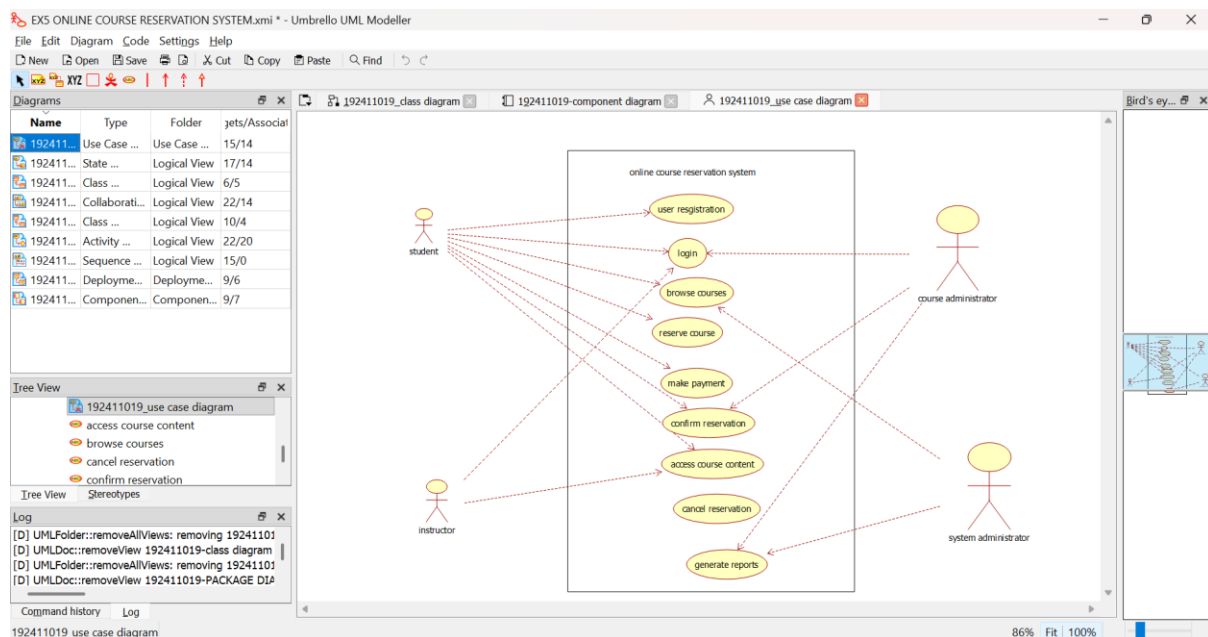 EX5 ONLINE COURSE RESERVATION SYSTEM.xmi * - Umbrello UML Modeller
File Edit Diagram Code Settings Help
New Open Save Cut Copy Paste Find
XYZ XYZ
Diagrams
192411019_class diagram 192411019-component diagram 192411019_use case diagram
Bird's ey...
Name Type Folder gets/Associat
192411... Use Case ... Use Case ... 15/14
192411... State ... Logical View 17/14
192411... Class ... Logical View 6/5
192411... Collaborati... Logical View 22/14
192411... Class ... Logical View 10/4
192411... Activity ... Logical View 22/20
192411... Sequence ... Logical View 15/0
192411... Deployme... Deployme... 9/6
192411... Componen... Componen... 9/7
Tree View
192411019_use case diagram
access course content
browse courses
cancel reservation
confirm reservation
Tree View Stereotypes
Log
[D] UMLFolder::removeAllViews: removing 19241101
[D] UMLDoc::removeView 192411019-class diagram
[D] UMLFolder::removeAllViews: removing 19241101
[D] UMLDoc::removeView 192411019-PACKAGE DIA
Command history Log
online course reservation system
user resgistration
student
login
browse courses
course administrator
reserve course
make payment
confirm reservation
access course content
cancel reservation
instructor
system administrator
generate reports
192411019_use case diagram
86% Fit 100%